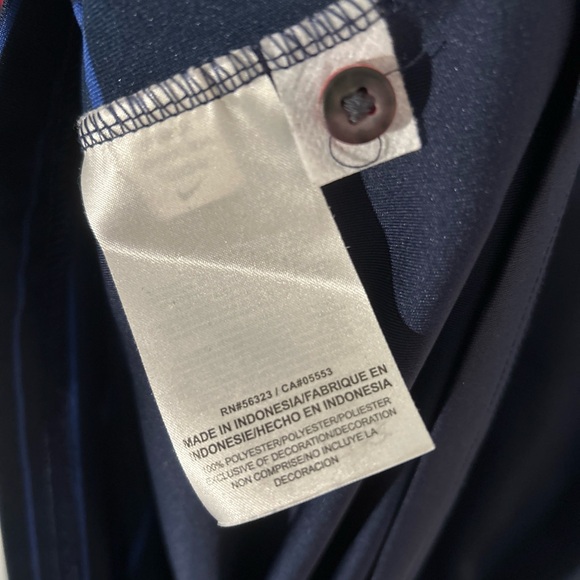 RN#56323 / CA#05553
MADE IN INDONESIA/FABRIQUE EN
INDONESIE/HECHO EN INDONESIA
100% POLYESTER/POLYESTER/POLIESTER
EXCLUSIVE OF DECORATION/DECORATION
NON COMPRISE/NO INCLUYE LA
DECORACION